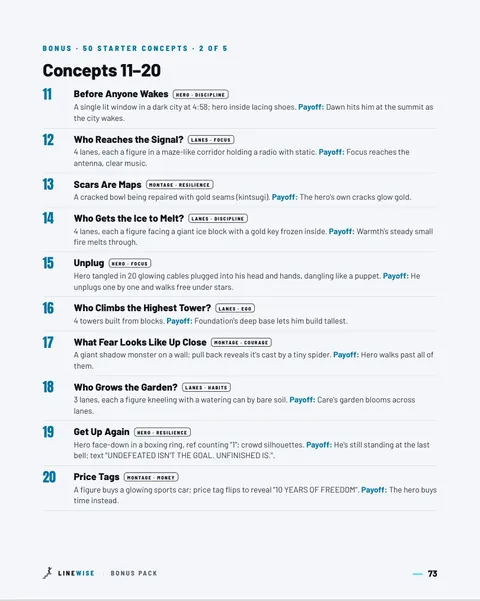 BONUS · 50 STARTER CONCEPTS · 2 OF 5
Concepts 11–20
11 Before Anyone Wakes HERO · DISCIPLINE
A single lit window in a dark city at 4:58; hero inside lacing shoes. Payoff: Dawn hits him at the summit as
the city wakes.
12 Who Reaches the Signal? LANES · FOCUS
4 lanes, each a figure in a maze-like corridor holding a radio with static. Payoff: Focus reaches the
antenna, clear music.
13 Scars Are Maps MONTAGE · RESILIENCE
A cracked bowl being repaired with gold seams (kintsugi). Payoff: The hero's own cracks glow gold.
14 Who Gets the Ice to Melt? LANES · DISCIPLINE
4 lanes, each a figure facing a giant ice block with a gold key frozen inside. Payoff: Warmth's steady small
fire melts through.
15 Unplug HERO · FOCUS
Hero tangled in 20 glowing cables plugged into his head and hands, dangling like a puppet. Payoff: He
unplugs one by one and walks free under stars.
16 Who Climbs the Highest Tower? LANES · EGO
4 towers built from blocks. Payoff: Foundation's deep base lets him build tallest.
17 What Fear Looks Like Up Close MONTAGE · COURAGE
A giant shadow monster on a wall; pull back reveals it's cast by a tiny spider. Payoff: Hero walks past all of
them.
18 Who Grows the Garden? LANES · HABITS
3 lanes, each a figure kneeling with a watering can by bare soil. Payoff: Care's garden blooms across
lanes.
19 Get Up Again HERO · RESILIENCE
Hero face-down in a boxing ring, ref counting "1"; crowd silhouettes. Payoff: He's still standing at the last
bell; text "UNDEFEATED ISN'T THE GOAL. UNFINISHED IS.".
20 Price Tags MONTAGE · MONEY
A figure buys a glowing sports car; price tag flips to reveal "10 YEARS OF FREEDOM". Payoff: The hero buys
time instead.
LINEWISE | BONUS PACK 73